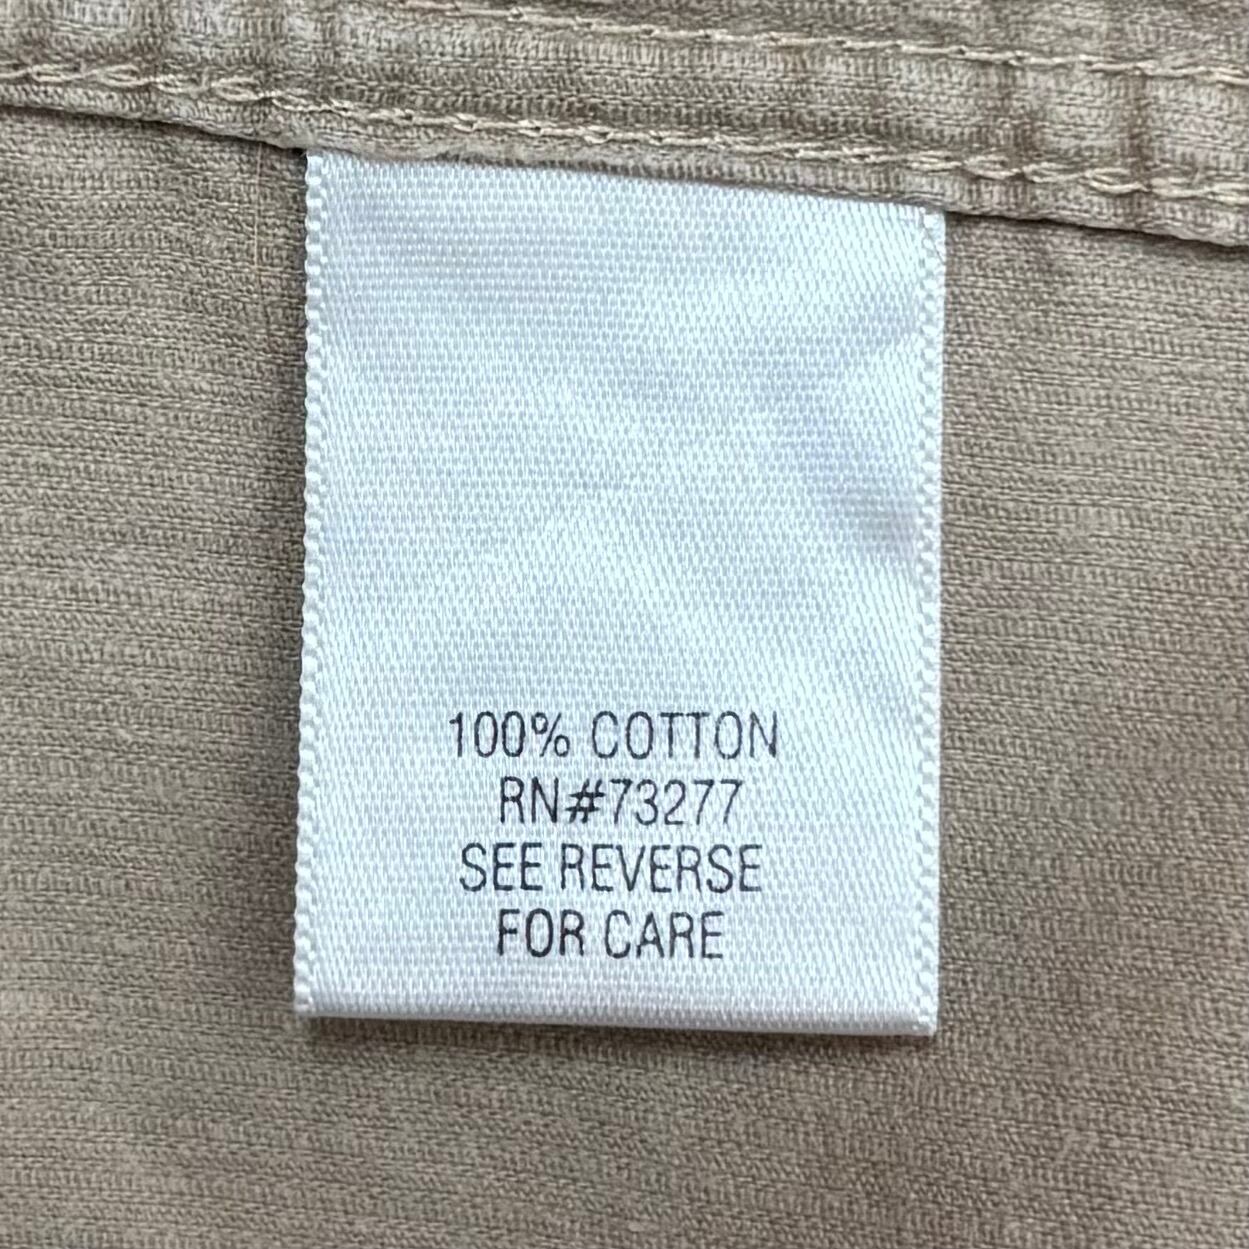 100% COTTON
RN#73277
SEE REVERSE
FOR CARE